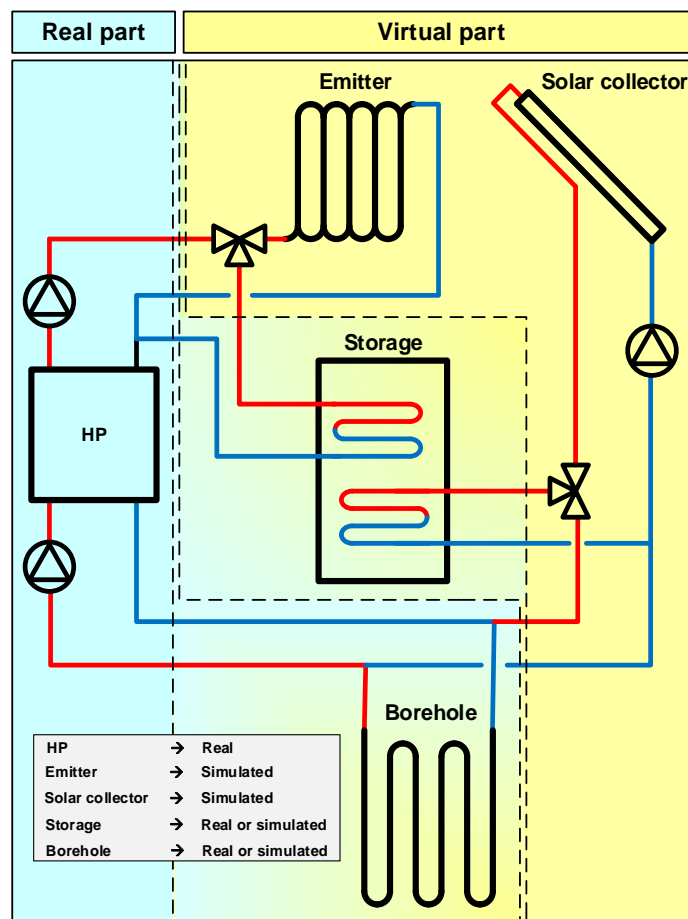 Real part
Virtual part
Emitter
Solar collector
Storage
HP
Borehole
HP → Real
Emitter → Simulated
Solar collector → Simulated
Storage → Real or simulated
Borehole → Real or simulated